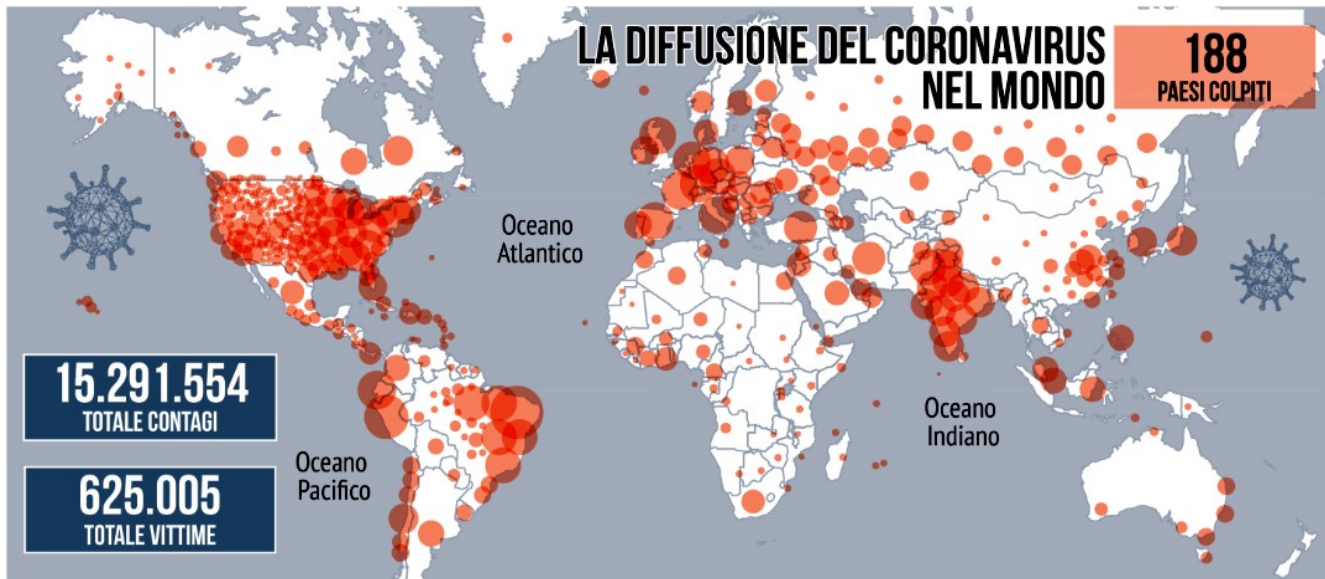 LA DIFFUSIONE DEL CORONAVIRUS
NEL MONDO
188
PAESI COLPITI
Oceano
Atlantico
15.291.554
TOTALE CONTAGI
Oceano
Indiano
Oceano
Pacifico
625.005
TOTALE VITTIME